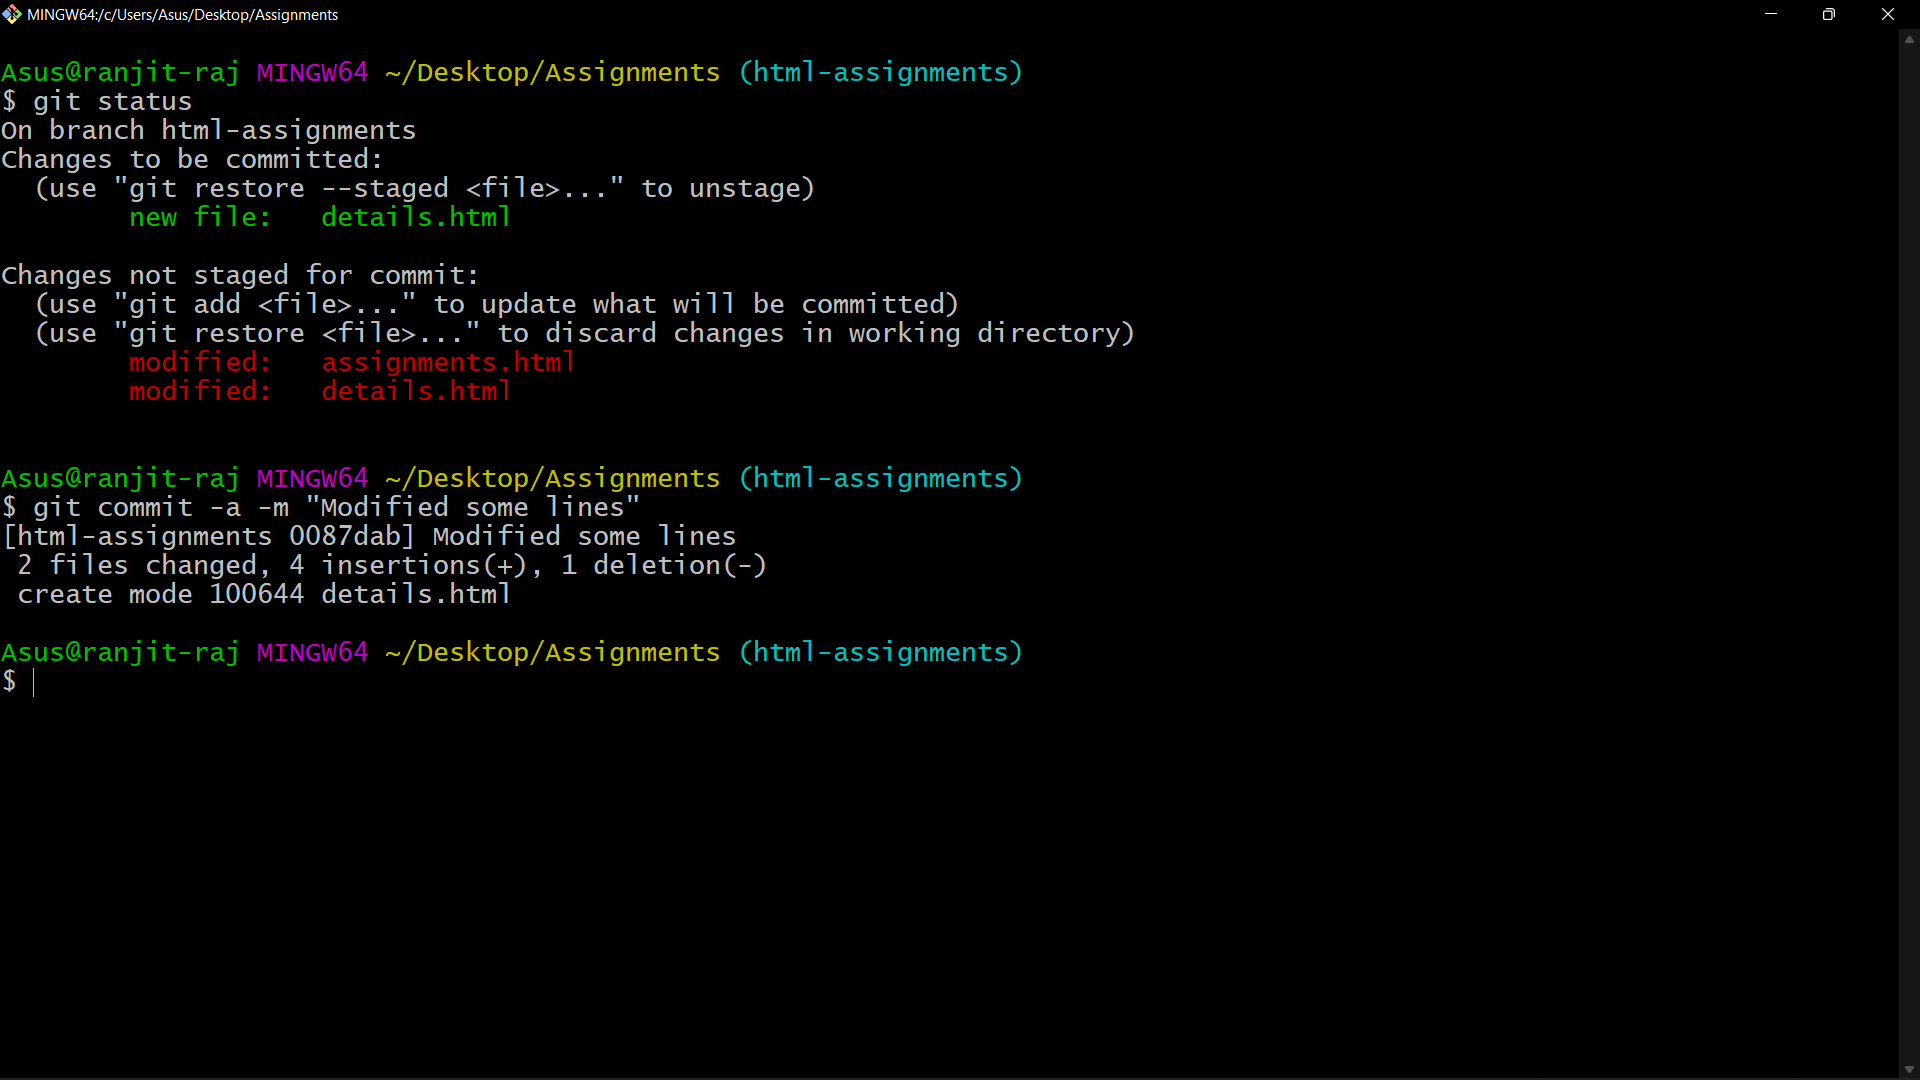 MINGW64:/c/Users/Asus/Desktop/Assignments
Asus@ranjit-raj MINGW64 ~/Desktop/Assignments (html-assignments)
$ git status
On branch html-assignments
Changes to be committed:
  (use "git restore --staged <file>..." to unstage)
        new file:   details.html
Changes not staged for commit:
  (use "git add <file>..." to update what will be committed)
  (use "git restore <file>..." to discard changes in working directory)
        modified:   assignments.html
        modified:   details.html
Asus@ranjit-raj MINGW64 ~/Desktop/Assignments (html-assignments)
$ git commit -a -m "Modified some lines"
[html-assignments 0087dab] Modified some lines
 2 files changed, 4 insertions(+), 1 deletion(-)
 create mode 100644 details.html
Asus@ranjit-raj MINGW64 ~/Desktop/Assignments (html-assignments)
$